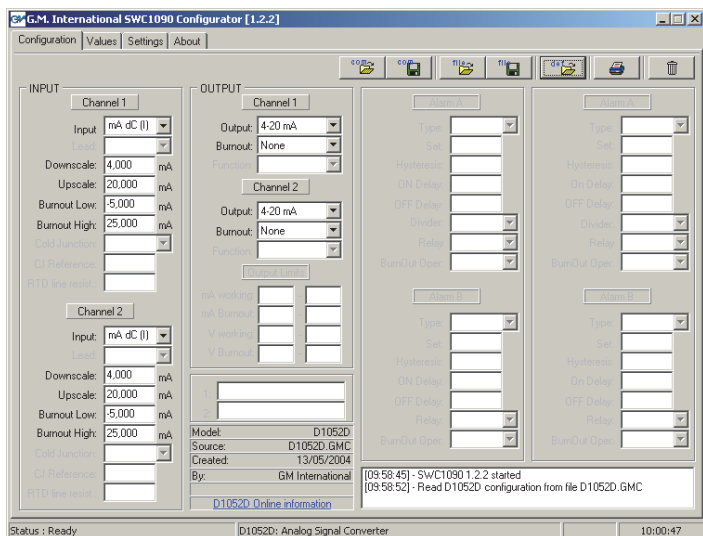 G.M. International SWC1090 Configurator [1.2.2]
Configuration Values Settings About
com com file file def
INPUT
Channel 1
Input mA dC (I)
Lead:
Downscale: 4,000 mA
Upscale: 20,000 mA
Burnout Low: -5,000 mA
Burnout High: 25,000 mA
Cold Junction:
CJ Reference:
RTD line resist.:
Channel 2
Input: mA dC (I)
Lead:
Downscale: 4,000 mA
Upscale: 20,000 mA
Burnout Low: -5,000 mA
Burnout High: 25,000 mA
Cold Junction:
CJ Reference:
RTD line resist.:
OUTPUT
Channel 1
Output: 4-20 mA
Burnout: None
Function:
Channel 2
Output: 4-20 mA
Burnout: None
Function:
Output Limits
mA working: -
mA Burnout: -
V working: -
V Burnout: -
1:
2:
Model: D1052D
Source: D1052D.GMC
Created: 13/05/2004
By: GM International
D1052D Online information
Alarm A
Type:
Set:
Hysteresis:
ON Delay:
OFF Delay:
Divider:
Relay
BurnOut Oper:
Alarm B
Type:
Set:
Hysteresis:
ON Delay:
OFF Delay:
Relay:
BurnOut Oper:
Alarm A
Type:
Set:
Hysteresis:
On Delay:
OFF Delay:
Divider:
Relay
BurnOut Oper:
Alarm B
Type:
Set:
Hysteresis:
On Delay:
OFF Delay:
Relay:
BurnOut Oper:
[09:58:45] - SWC1090 1.2.2 started
[09:58:52] - Read D1052D configuration from file D1052D.GMC
Status : Ready
D1052D: Analog Signal Converter
10:00:47